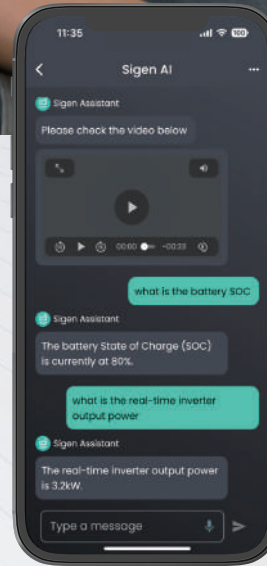 11:35
100
Sigen AI
Sigen Assistant
Please check the video below
00:00
-00:23
what is the battery SOC
Sigen Assistant
The battery State of Charge (SOC)
is currently at 80%.
what is the real-time inverter
output power
Sigen Assistant
The real-time inverter output power
is 3.2kW.
Type a message